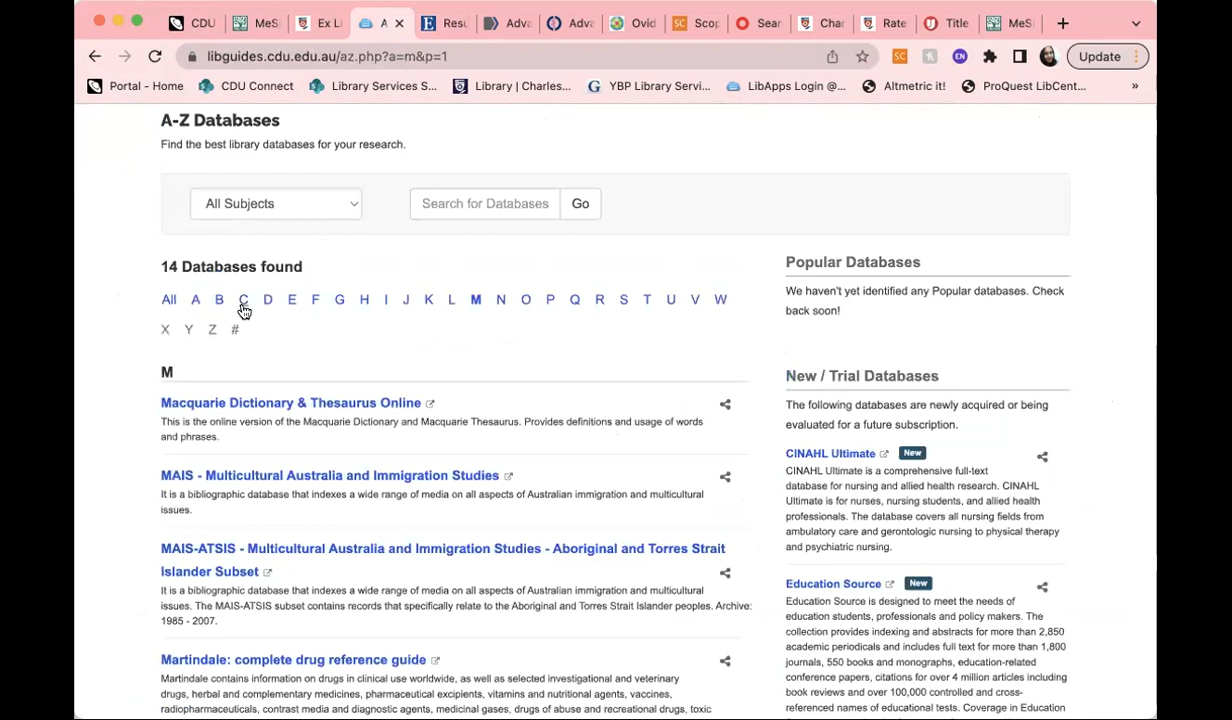 CDU
MeS
Ex Li
A
Resu
Adva
Adva
Ovid
SC
Scop
Sear
Char
Rate
Title
MeS
libguides.cdu.edu.au/az.php?a=m&p=1
SC
EN
Update
Portal - Home
CDU Connect
Library Services S...
Library | Charles...
YBP Library Servi...
LibApps Login @...
Altmetric it!
ProQuest LibCent...
»
A-Z Databases
Find the best library databases for your research.
All Subjects
Search for Databases
Go
14 Databases found
All A B C D E F G H I J K L M N O P Q R S T U V W
X Y Z #
M
Macquarie Dictionary & Thesaurus Online
This is the online version of the Macquarie Dictionary and Macquarie Thesaurus. Provides definitions and usage of words
and phrases.
MAIS - Multicultural Australia and Immigration Studies
It is a bibliographic database that indexes a wide range of media on all aspects of Australian immigration and multicultural
issues.
MAIS-ATSIS - Multicultural Australia and Immigration Studies - Aboriginal and Torres Strait
Islander Subset
It is a bibliographic database that indexes a wide range of media on all aspects of Australian immigration and multicultural
issues. The MAIS-ATSIS subset contains records that specifically relate to the Aboriginal and Torres Strait Islander peoples. Archive:
1985 - 2007.
Martindale: complete drug reference guide
Martindale contains information on drugs in clinical use worldwide, as well as selected investigational and veterinary
drugs, herbal and complementary medicines, pharmaceutical excipients, vitamins and nutritional agents, vaccines,
radiopharmaceuticals, contrast media and diagnostic agents, medicinal gases, drugs of abuse and recreational drugs, toxic
Popular Databases
We haven't yet identified any Popular databases. Check
back soon!
New / Trial Databases
The following databases are newly acquired or being
evaluated for a future subscription.
CINAHL Ultimate New
CINAHL Ultimate is a comprehensive full-text
database for nursing and allied health research. CINAHL
Ultimate is for nurses, nursing students, and allied health
professionals. The database covers all nursing fields from
ambulatory care and gerontologic nursing to physical therapy
and psychiatric nursing.
Education Source New
Education Source is designed to meet the needs of
education students, professionals and policy makers. The
collection provides indexing and abstracts for more than 2,850
academic periodicals and includes full text for more than 1,800
journals, 550 books and monographs, education-related
conference papers, citations for over 4 million articles including
book reviews and over 100,000 controlled and cross-
referenced names of educational tests. Coverage in Education